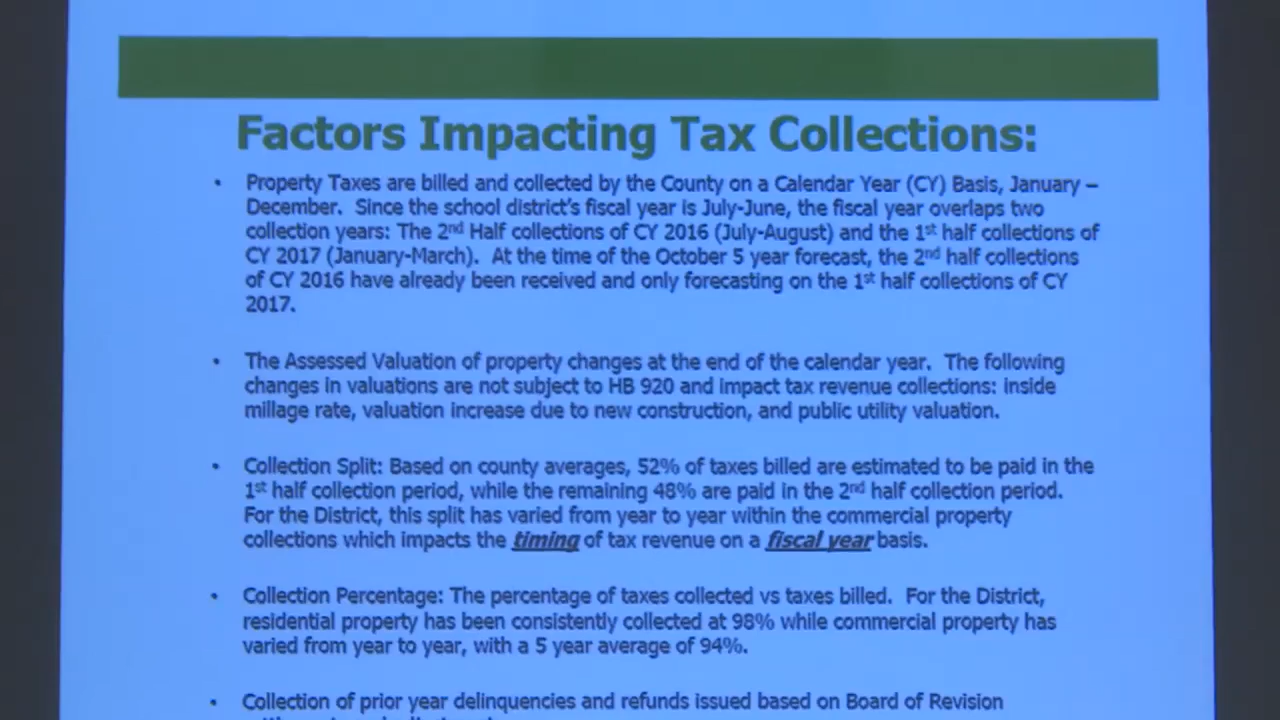 Factors Impacting Tax Collections:
• Property Taxes are billed and collected by the County on a Calendar Year (CY) Basis, January –
December. Since the school district's fiscal year is July-June, the fiscal year overlaps two
collection years: The 2nd Half collections of CY 2016 (July-August) and the 1st half collections of
CY 2017 (January-March). At the time of the October 5 year forecast, the 2nd half collections
of CY 2016 have already been received and only forecasting on the 1st half collections of CY
2017.
• The Assessed Valuation of property changes at the end of the calendar year. The following
changes in valuations are not subject to HB 920 and impact tax revenue collections: inside
millage rate, valuation increase due to new construction, and public utility valuation.
• Collection Split: Based on county averages, 52% of taxes billed are estimated to be paid in the
1st half collection period, while the remaining 48% are paid in the 2nd half collection period.
For the District, this split has varied from year to year within the commercial property
collections which impacts the timing of tax revenue on a fiscal year basis.
• Collection Percentage: The percentage of taxes collected vs taxes billed. For the District,
residential property has been consistently collected at 98% while commercial property has
varied from year to year, with a 5 year average of 94%.
• Collection of prior year delinquencies and refunds issued based on Board of Revision